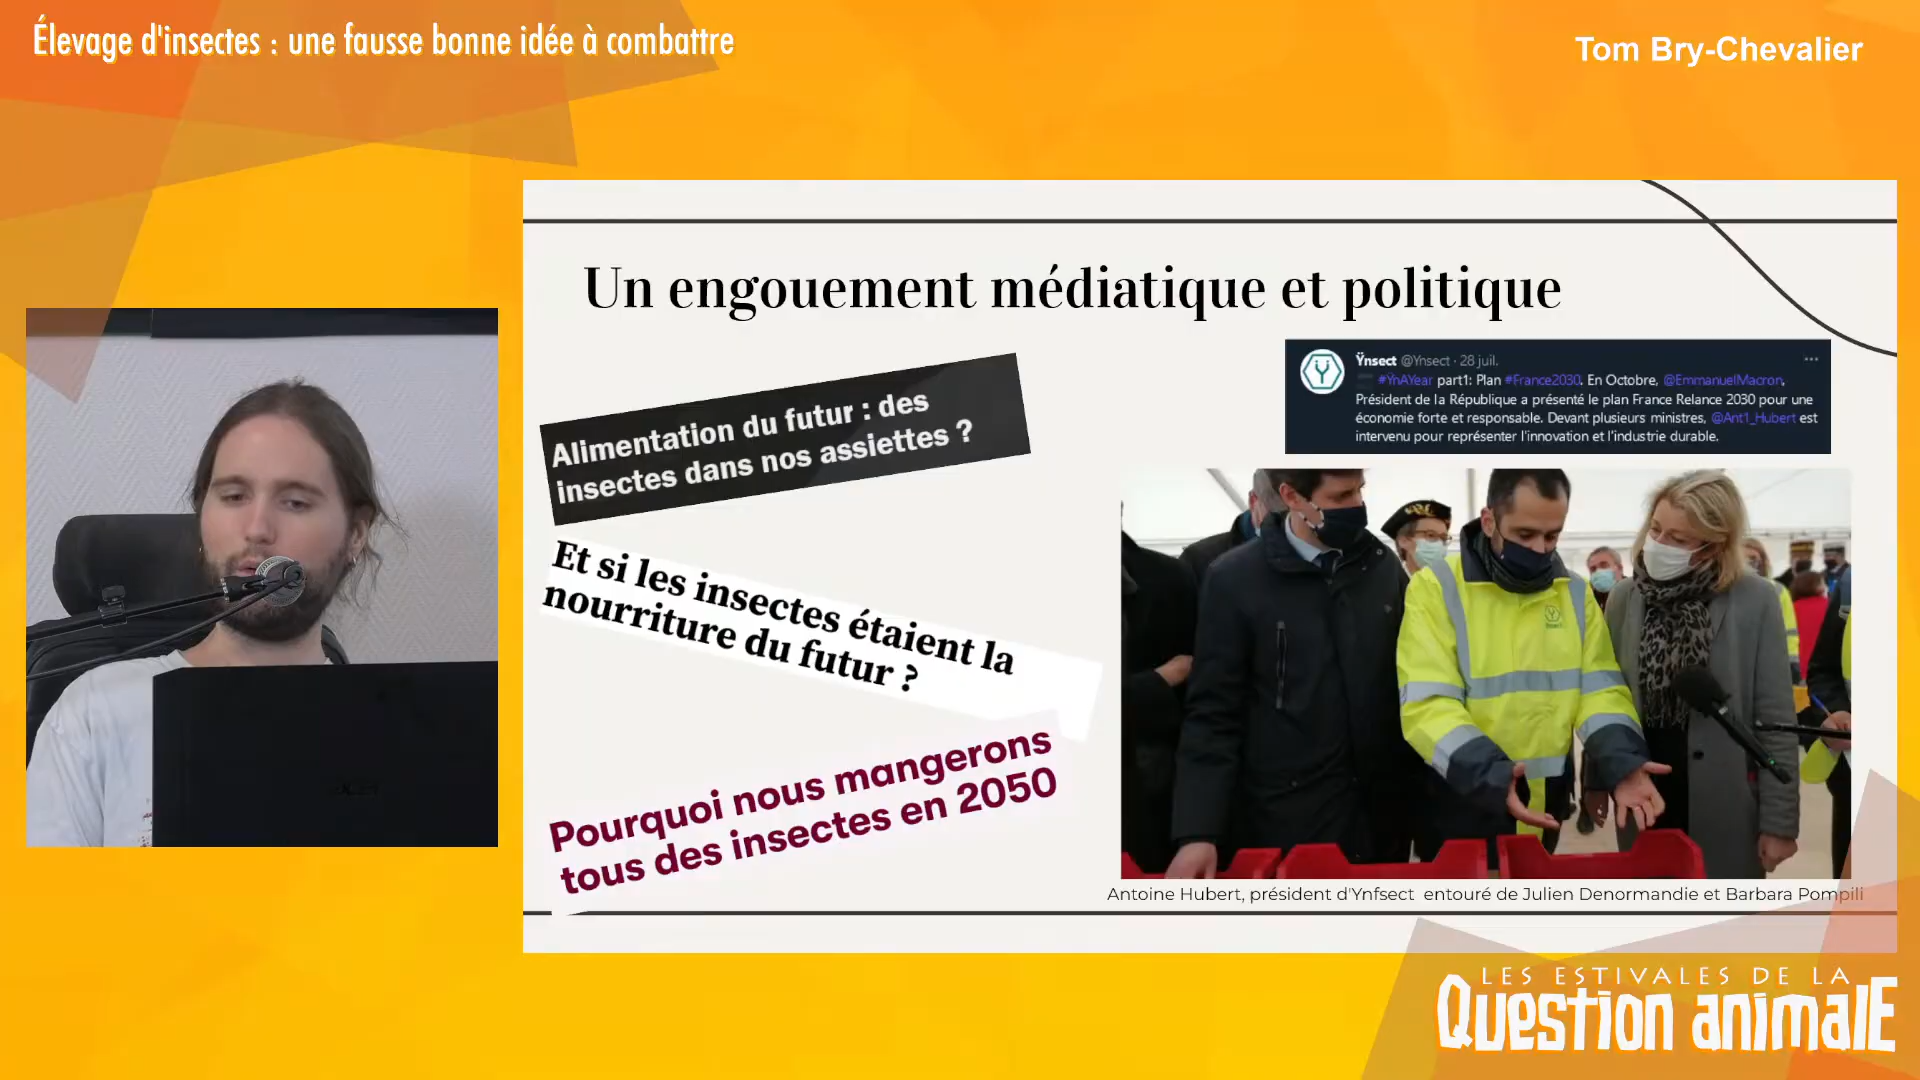 Élevage d'insectes : une fausse bonne idée à combattre
Tom Bry-Chevalier
Un engouement médiatique et politique
Alimentation du futur : des
insectes dans nos assiettes ?
Et si les insectes étaient la
nourriture du futur ?
Pourquoi nous mangerons
tous des insectes en 2050
Ÿnsect @Ynsect · 28 juil.
#YnAYear part1: Plan #France2030. En Octobre, @EmmanuelMacron,
Président de la République a présenté le plan France Relance 2030 pour une
économie forte et responsable. Devant plusieurs ministres, @Ant1_Hubert est
intervenu pour représenter l'innovation et l'industrie durable.
Antoine Hubert, président d'Ynfsect entouré de Julien Denormandie et Barbara Pompili
LES ESTIVALES DE LA
QUESTION ANIMALE